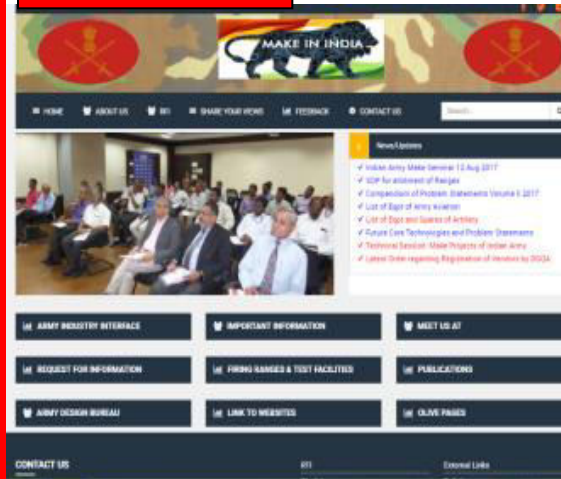 MAKE IN INDIA
HOME ABOUT US RFI SHARE YOUR VIEWS FEEDBACK CONTACT US Search...
News/Updates
Indian Army Make Seminar 12 Aug 2017
SOP for allotment of Ranges
Compendium of Problem Statements Volume II 2017
List of Eqpt of Army Aviation
List of Eqpt and Spares of Artillery
Future Core Technologies and Problem Statements
Technical Session: Make Projects of Indian Army
Latest Order regarding Registration of Vendors by DGQA
ARMY INDUSTRY INTERFACE IMPORTANT INFORMATION MEET US AT
REQUEST FOR INFORMATION FIRING RANGES & TEST FACILITIES PUBLICATIONS
ARMY DESIGN BUREAU LINK TO WEBSITES OLIVE PAGES
CONTACT US RTI External Links